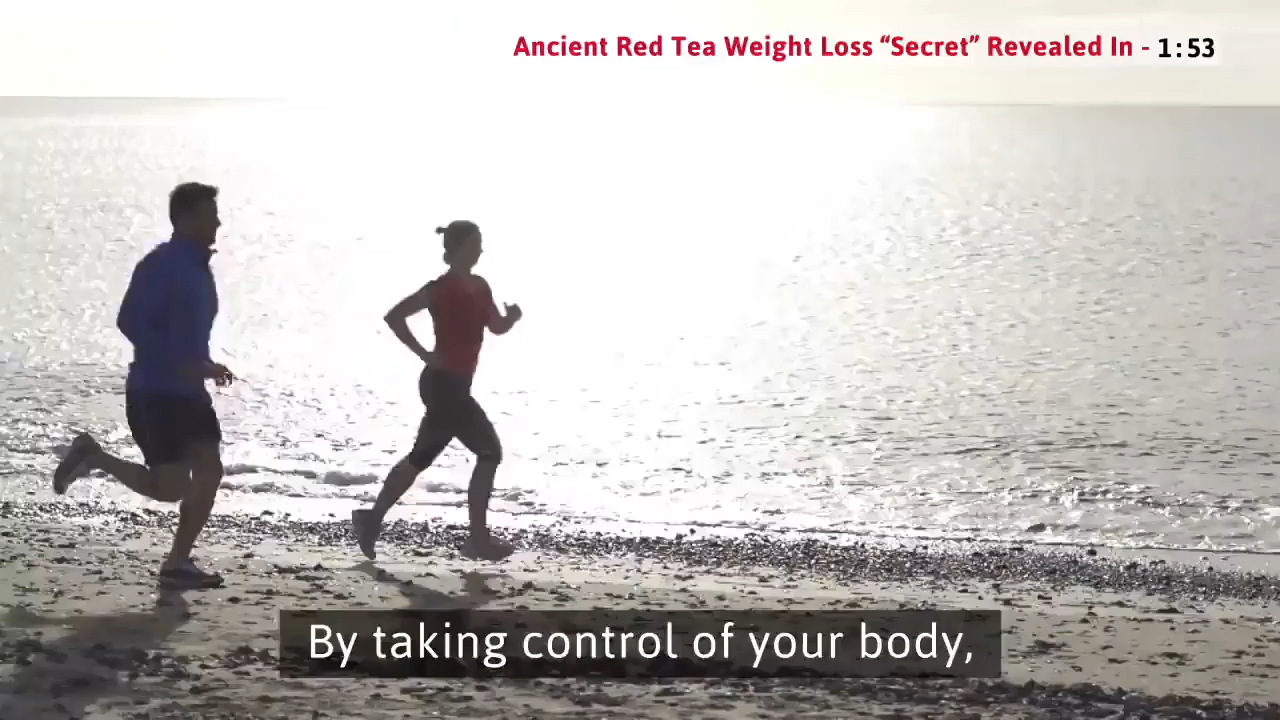 Ancient Red Tea Weight Loss “Secret” Revealed In - 1:53
By taking control of your body,